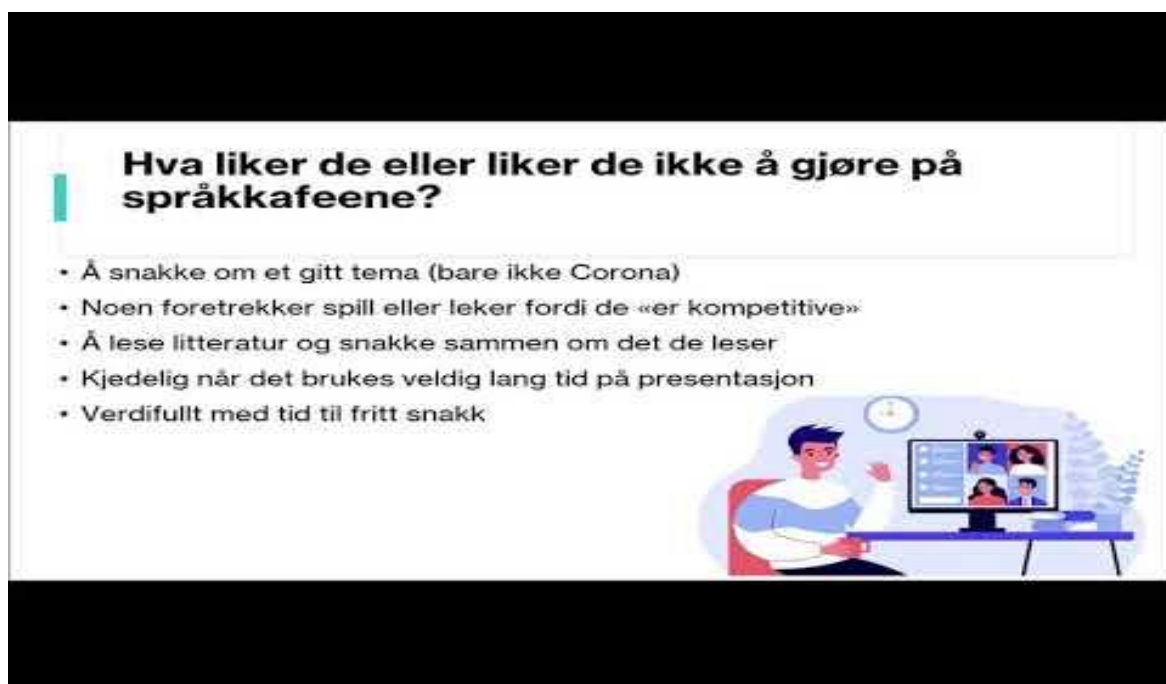 Hva liker de eller liker de ikke å gjøre på
språkkafeene?
• Å snakke om et gitt tema (bare ikke Corona)
• Noen foretrekker spill eller leker fordi de «er kompetitive»
• Å lese litteratur og snakke sammen om det de leser
• Kjedelig når det brukes veldig lang tid på presentasjon
• Verdifullt med tid til fritt snakk